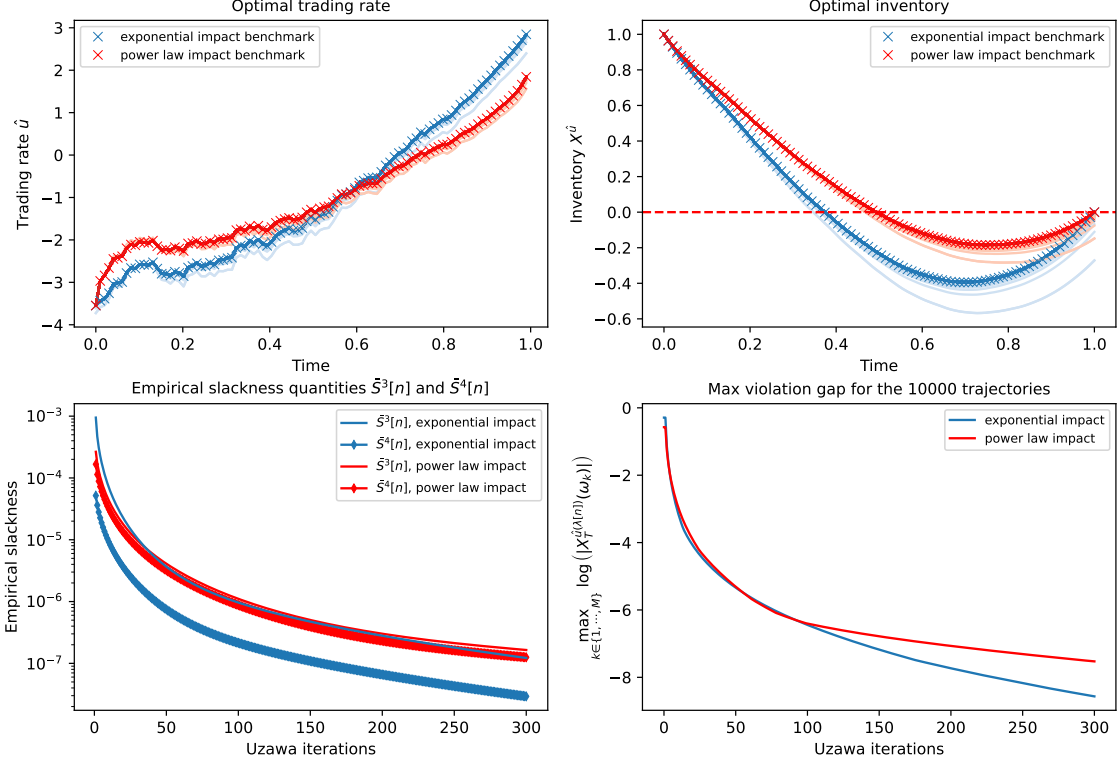 Optimal trading rate
3
2
1
0
−1
−2
−3
−4
Trading rate û
exponential impact benchmark
power law impact benchmark
0.0 0.2 0.4 0.6 0.8 1.0
Time
Optimal inventory
1.0
0.8
0.6
0.4
0.2
0.0
−0.2
−0.4
−0.6
Inventory X^û
exponential impact benchmark
power law impact benchmark
0.0 0.2 0.4 0.6 0.8 1.0
Time
Empirical slackness quantities S̄³[n] and S̄⁴[n]
10⁻³
10⁻⁴
10⁻⁵
10⁻⁶
10⁻⁷
Empirical slackness
S̄³[n], exponential impact
S̄⁴[n], exponential impact
S̄³[n], power law impact
S̄⁴[n], power law impact
0 50 100 150 200 250 300
Uzawa iterations
Max violation gap for the 10000 trajectories
0
−2
−4
−6
−8
max_{k∈{1,⋯,M}} log(|X_T^{û(λ[n])}(ω_k)|)
exponential impact
power law impact
0 50 100 150 200 250 300
Uzawa iterations